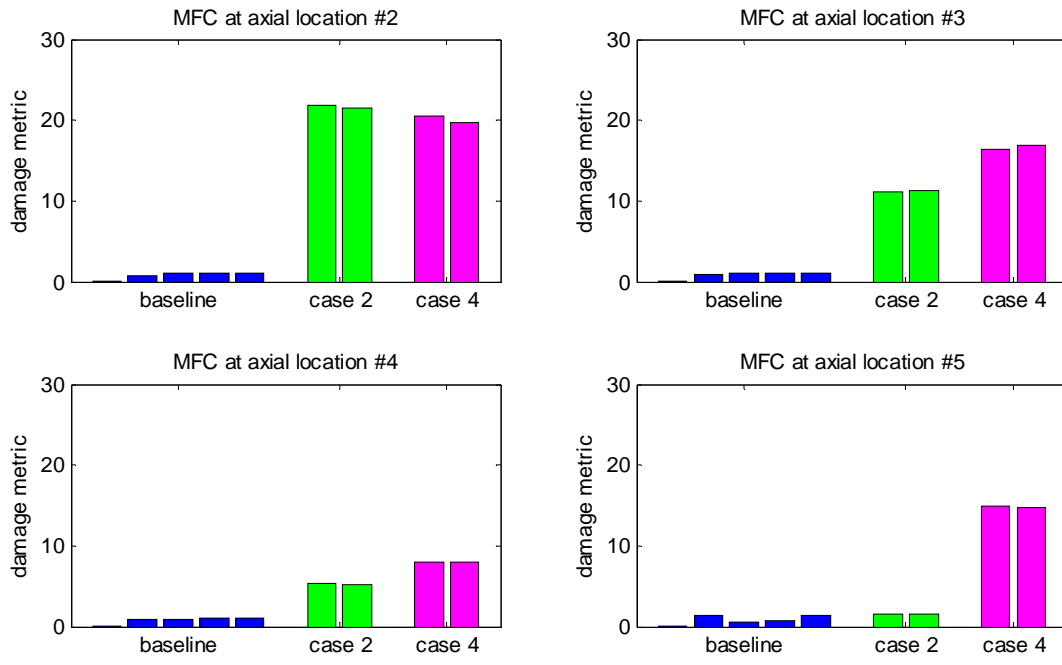 MFC at axial location #2
30
20
10
0
damage metric
baseline
case 2
case 4
MFC at axial location #3
30
20
10
0
damage metric
baseline
case 2
case 4
MFC at axial location #4
30
20
10
0
damage metric
baseline
case 2
case 4
MFC at axial location #5
30
20
10
0
damage metric
baseline
case 2
case 4